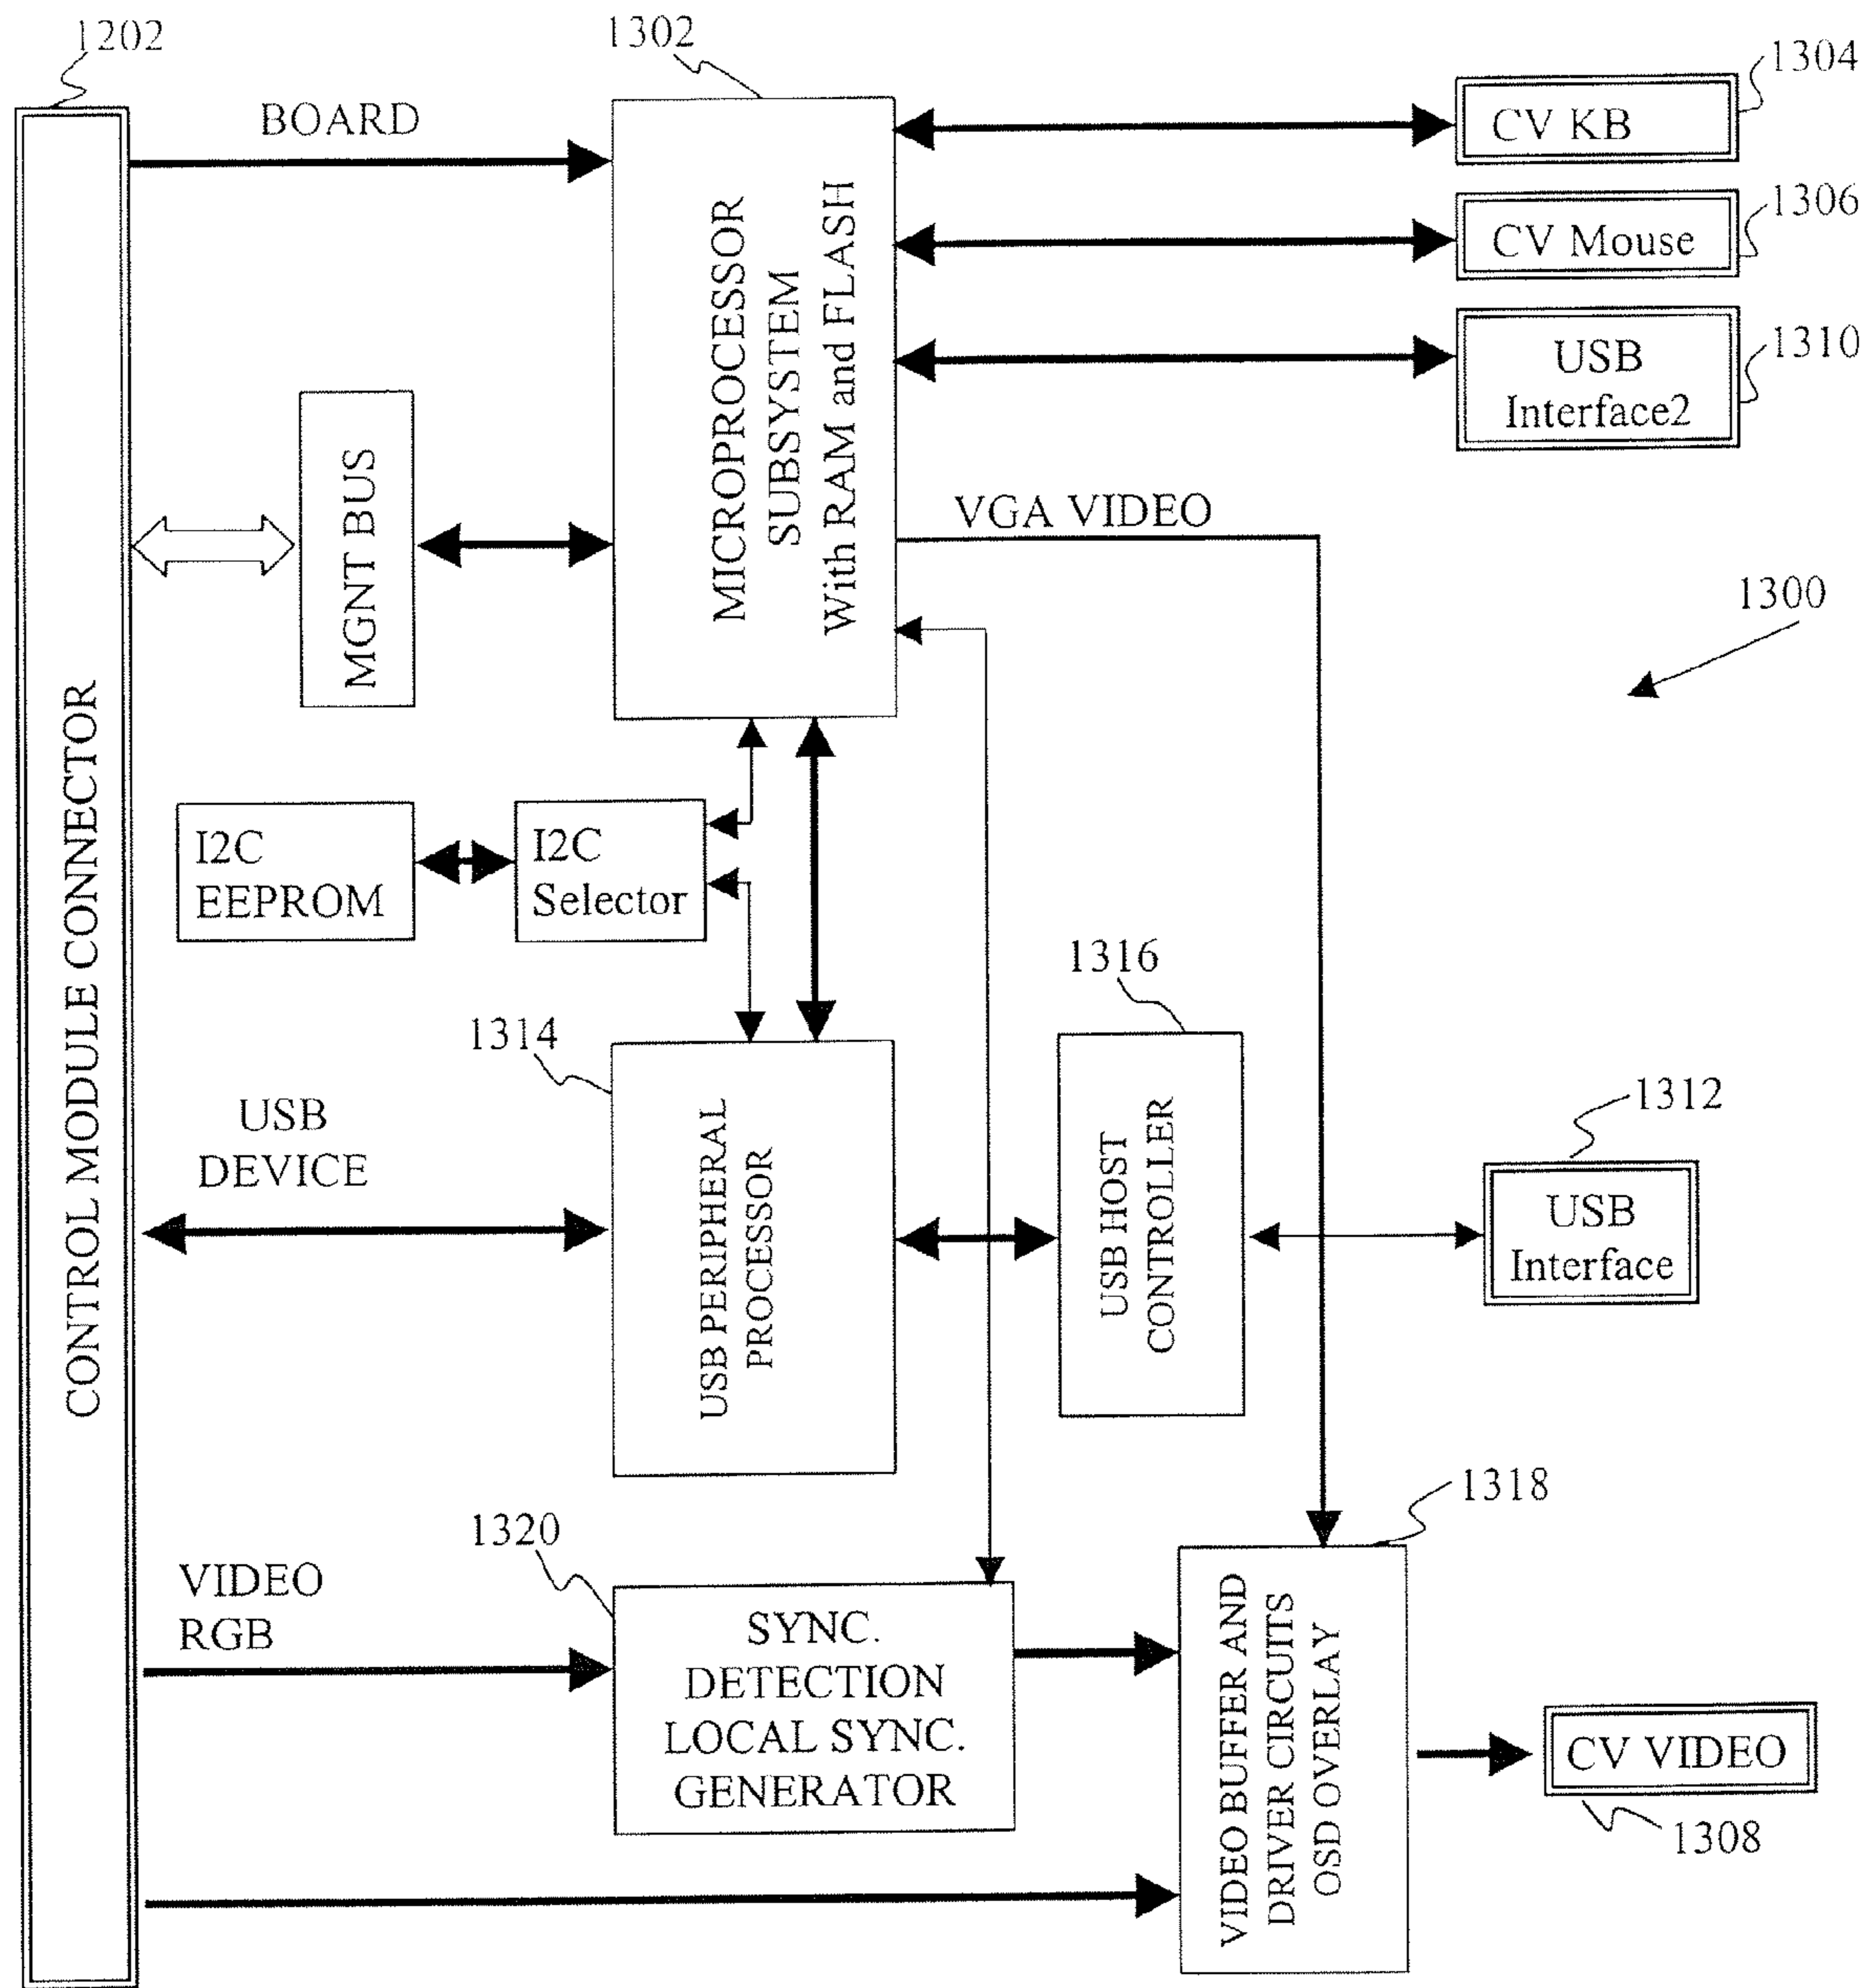 1202
1302
1304
BOARD
CV KB
1306
CV Mouse
MICROPROCESSOR
SUBSYSTEM
With RAM and FLASH
USB
Interface2
1310
MGNT BUS
VGA VIDEO
1300
CONTROL MODULE CONNECTOR
I2C
EEPROM
I2C
Selector
1316
1314
USB
DEVICE
USB PERIPHERAL
PROCESSOR
USB HOST
CONTROLLER
1312
USB
Interface
1318
1320
VIDEO
RGB
SYNC.
DETECTION
LOCAL SYNC.
GENERATOR
VIDEO BUFFER AND
DRIVER CIRCUITS
OSD OVERLAY
CV VIDEO
1308